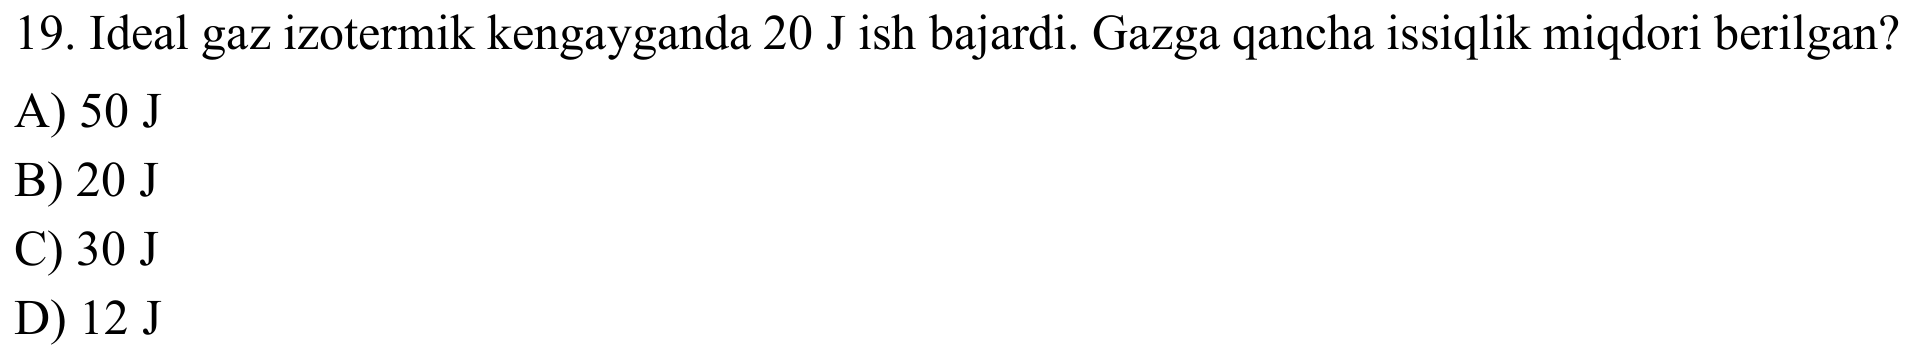 19. Ideal gaz izotermik kengayganda 20 J ish bajardi. Gazga qancha issiqlik miqdori berilgan?
A) 50 J
B) 20 J
C) 30 J
D) 12 J